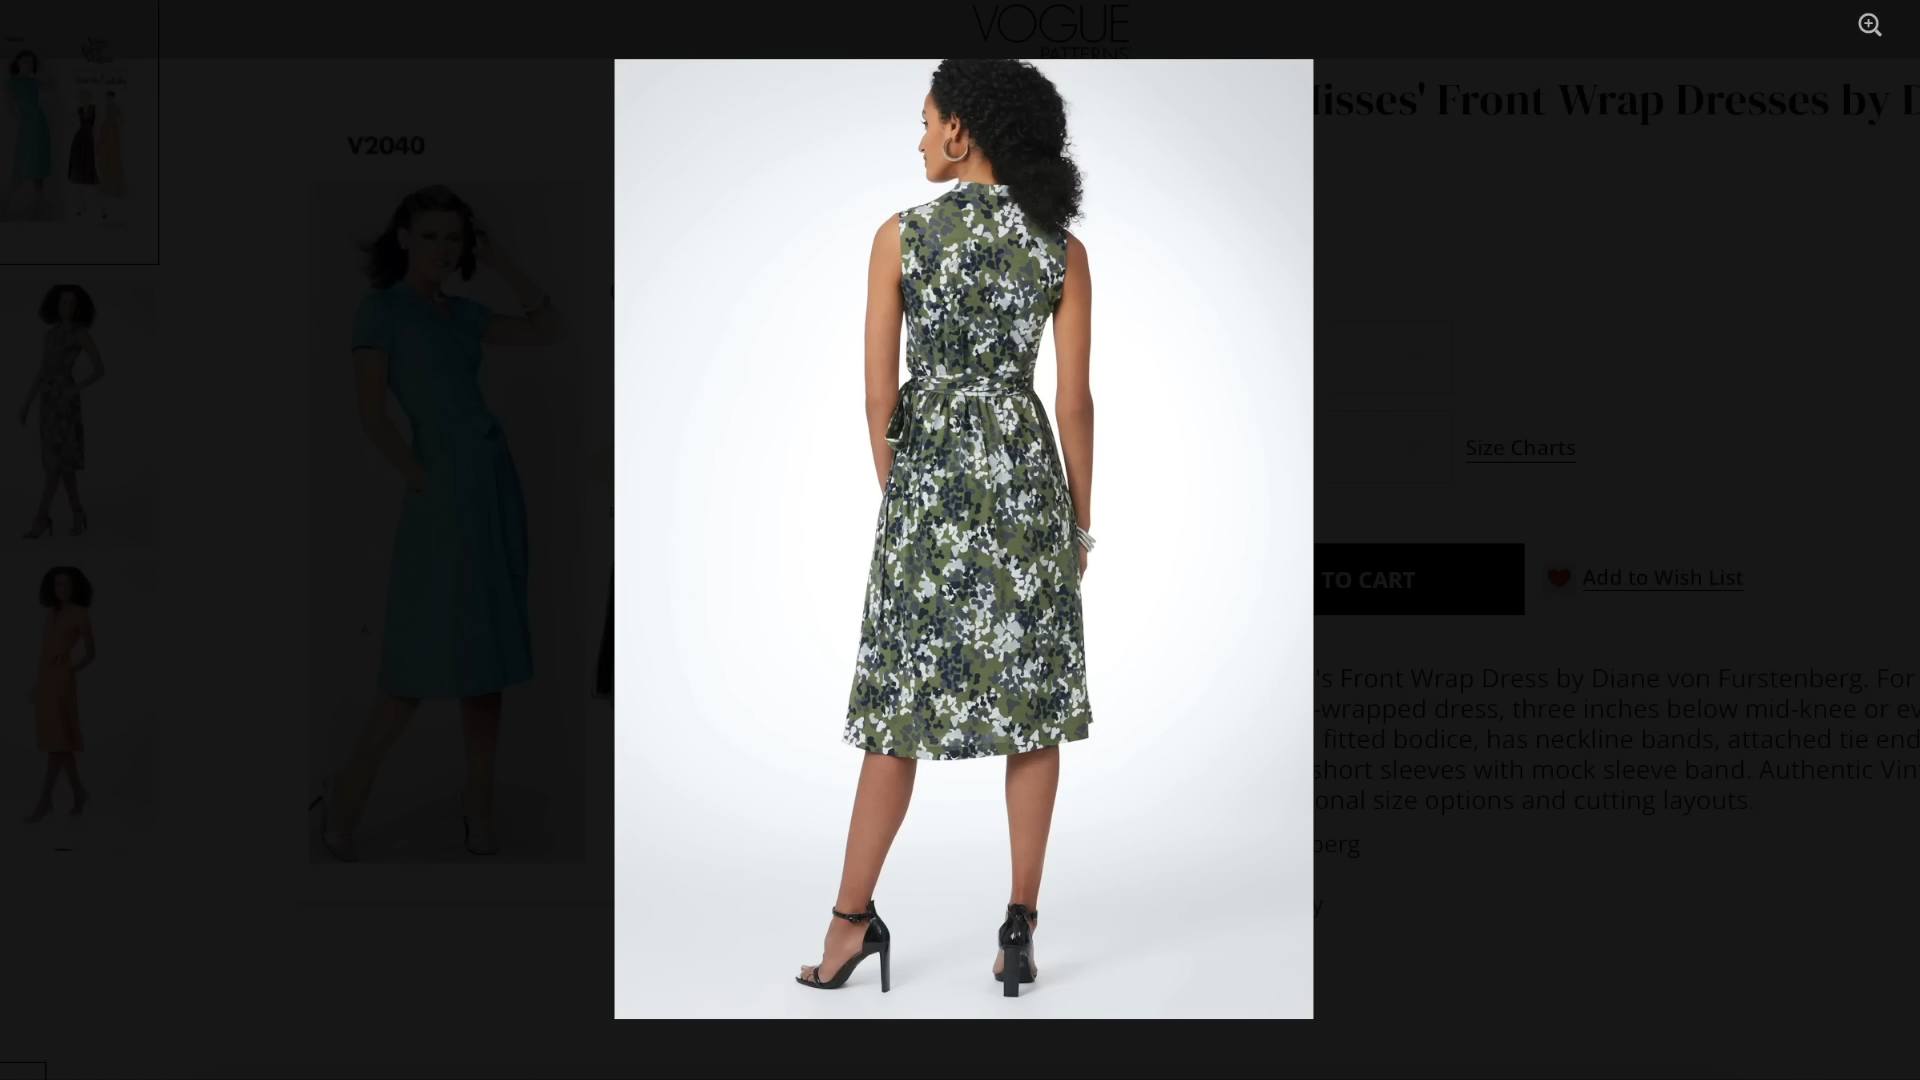 VOGUE
PATTERNS
isses' Front Wrap Dresses by D
V2040
Size Charts
TO CART
Add to Wish List
's Front Wrap Dress by Diane von Furstenberg. For
-wrapped dress, three inches below mid-knee or ev
fitted bodice, has neckline bands, attached tie end
short sleeves with mock sleeve band. Authentic Vin
onal size options and cutting layouts.
berg
y
A